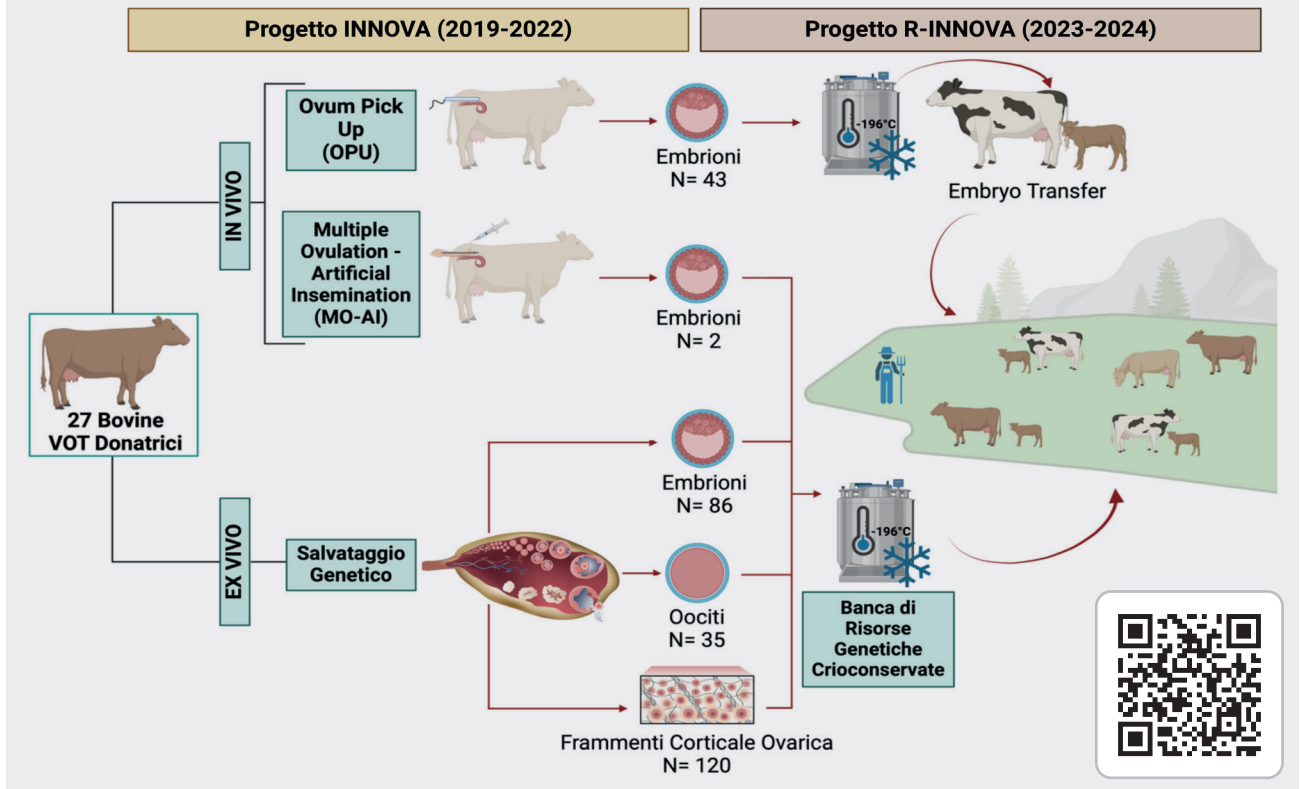 Progetto INNOVA (2019-2022)
Progetto R-INNOVA (2023-2024)
Ovum Pick
Up
(OPU)
Embrioni
N= 43
-196°C
Embryo Transfer
IN VIVO
Multiple
Ovulation -
Artificial
Insemination
(MO-AI)
Embrioni
N= 2
27 Bovine
VOT Donatrici
Embrioni
N= 86
EX VIVO
Salvataggio
Genetico
Oociti
N= 35
-196°C
Banca di
Risorse
Genetiche
Crioconservate
Frammenti Corticale Ovarica
N= 120